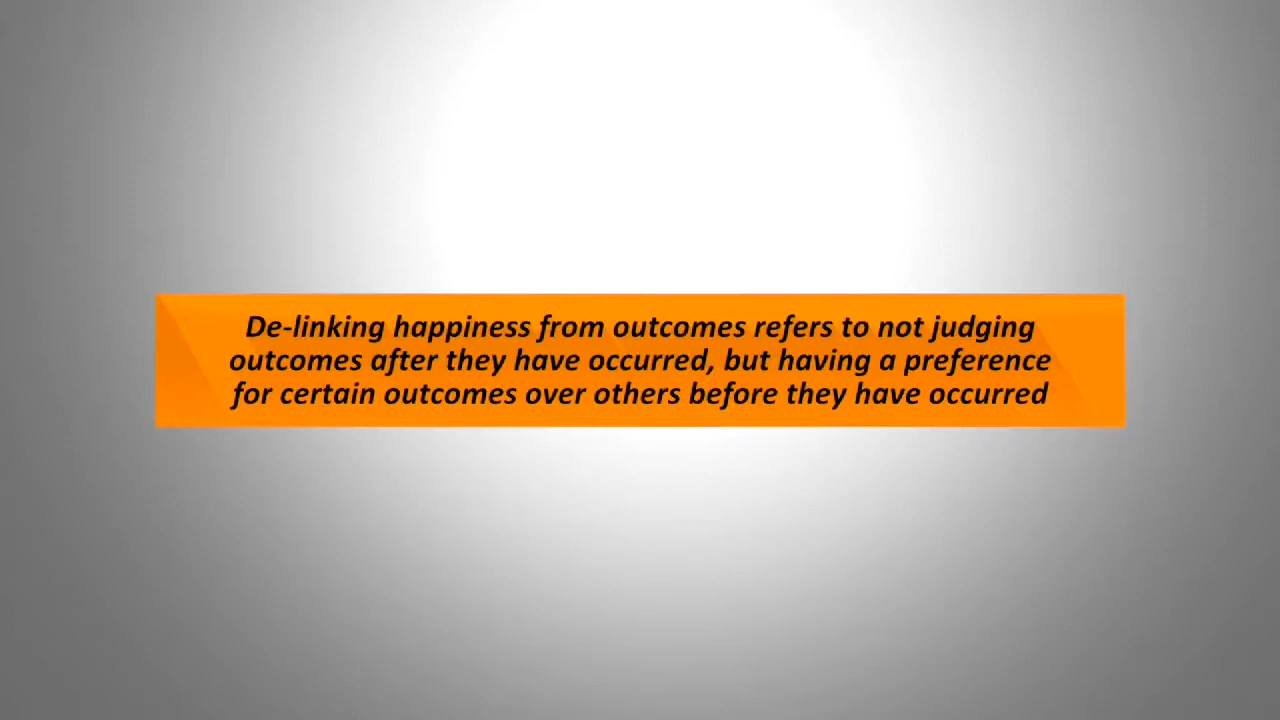 De-linking happiness from outcomes refers to not judging
outcomes after they have occurred, but having a preference
for certain outcomes over others before they have occurred